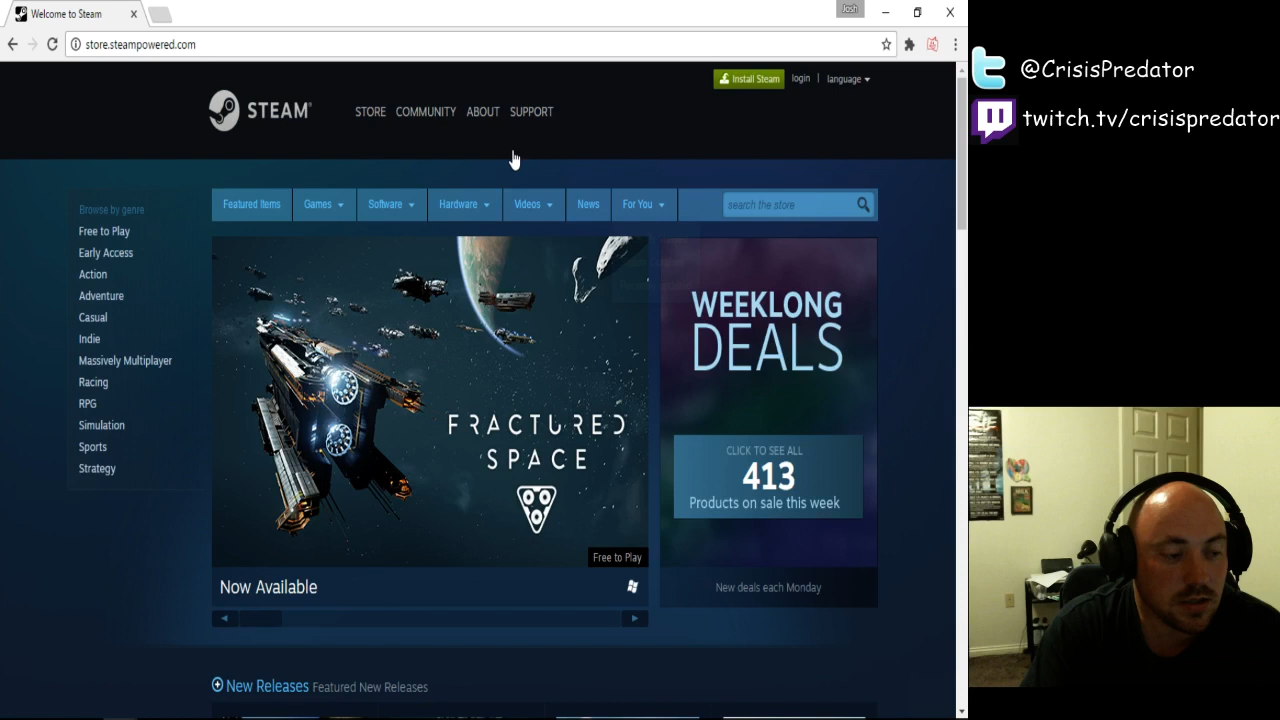 Welcome to Steam
Josh
store.steampowered.com
@CrisisPredator
twitch.tv/crisispredator
Install Steam login | language
STEAM® STORE COMMUNITY ABOUT SUPPORT
Featured Items Games Software Hardware Videos News For You search the store
Browse by genre
Free to Play
Early Access
Action
Adventure
Casual
Indie
Massively Multiplayer
Racing
RPG
Simulation
Sports
Strategy
FRACTURED
SPACE
Free to Play
Now Available
WEEKLONG
DEALS
CLICK TO SEE ALL
413
Products on sale this week
New deals each Monday
New Releases Featured New Releases